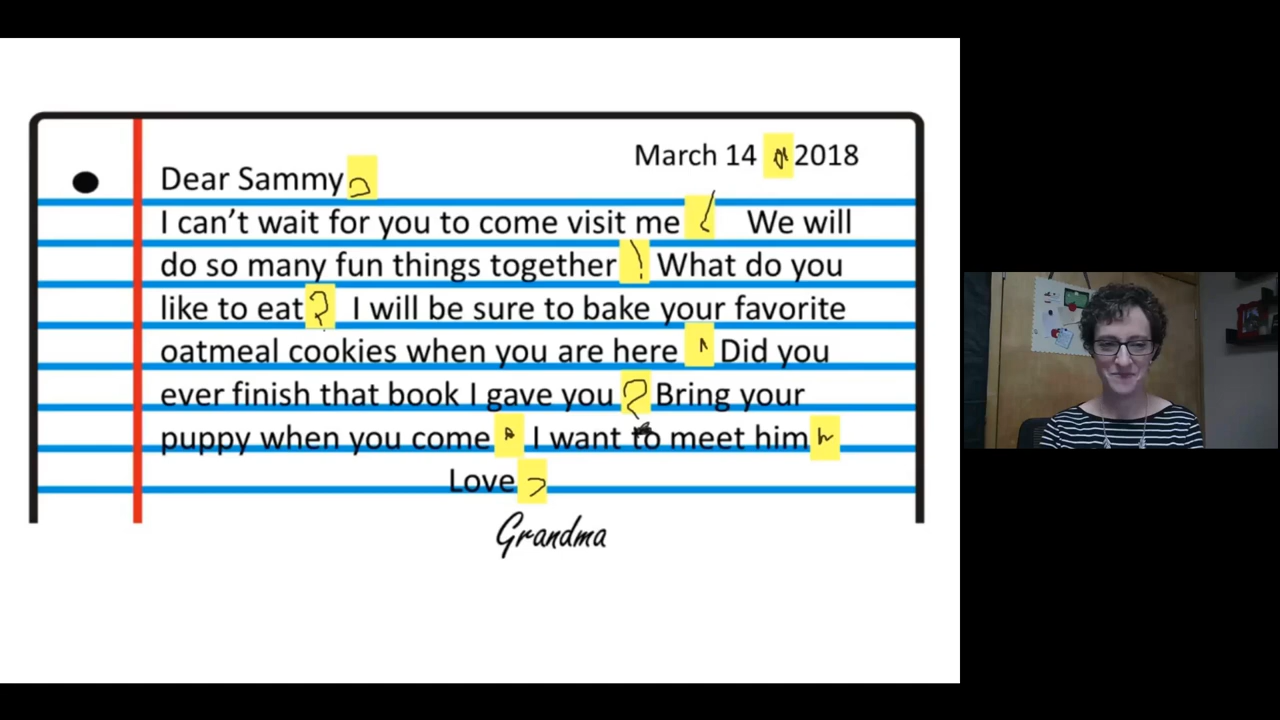 March 14 2018
Dear Sammy
I can't wait for you to come visit me ! We will
do so many fun things together ! What do you
like to eat ? I will be sure to bake your favorite
oatmeal cookies when you are here Did you
ever finish that book I gave you ? Bring your
puppy when you come I want to meet him
Love
Grandma